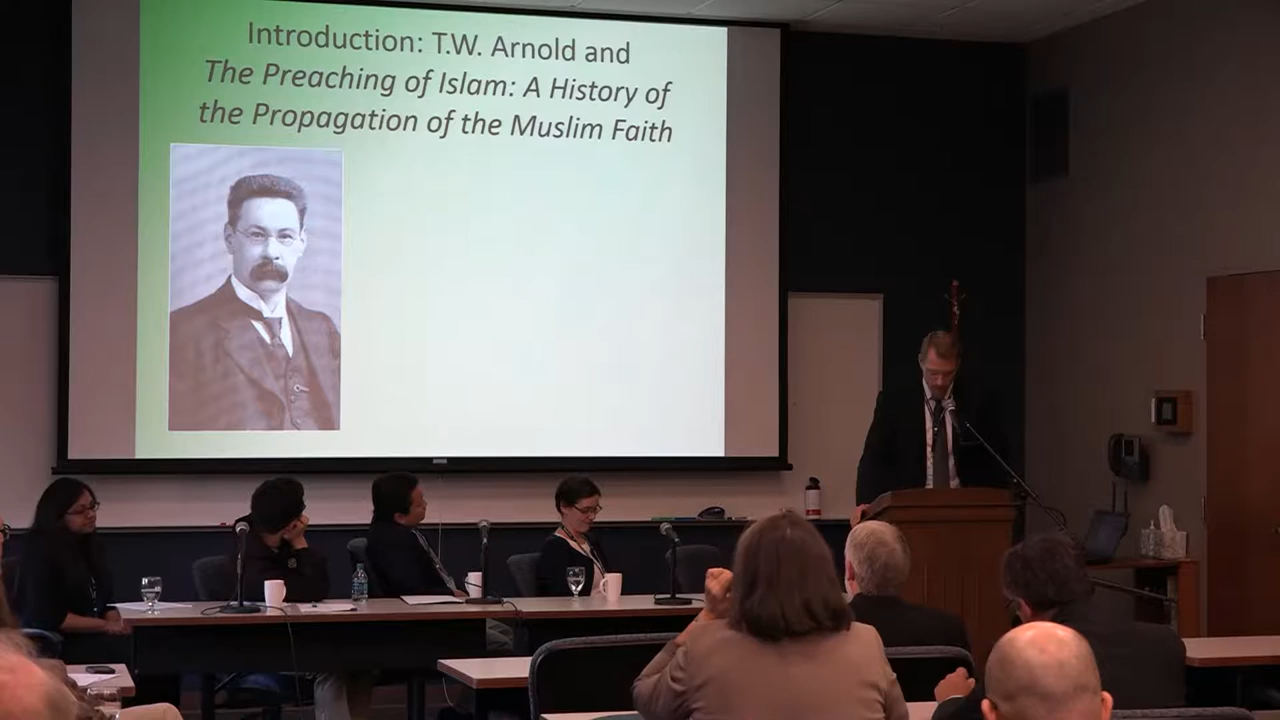 Introduction: T.W. Arnold and
The Preaching of Islam: A History of
the Propagation of the Muslim Faith